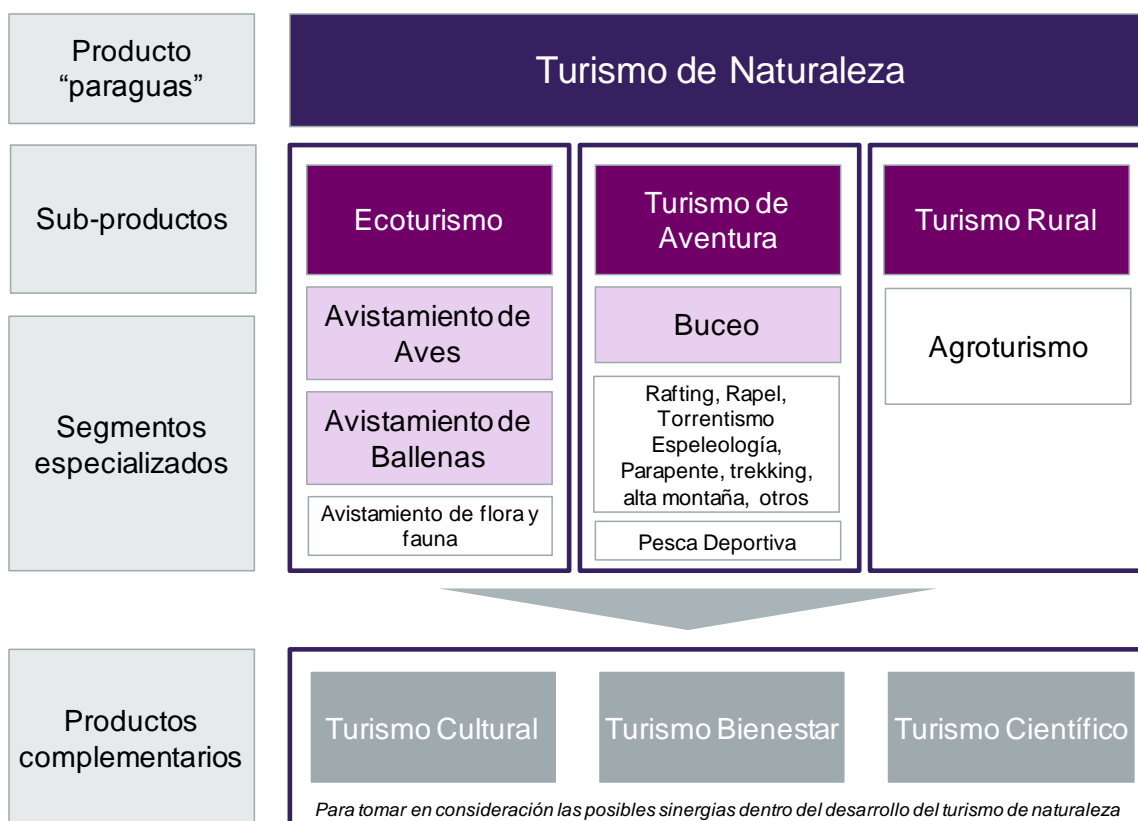 Producto
“paraguas”
Turismo de Naturaleza
Sub-productos
Ecoturismo
Turismo de
Aventura
Turismo Rural
Segmentos
especializados
Avistamiento de
Aves
Avistamiento de
Ballenas
Avistamiento de flora y
fauna
Buceo
Rafting, Rapel,
Torrentismo
Espeleología,
Parapente, trekking,
alta montaña, otros
Pesca Deportiva
Agroturismo
Productos
complementarios
Turismo Cultural
Turismo Bienestar
Turismo Científico
Para tomar en consideración las posibles sinergias dentro del desarrollo del turismo de naturaleza